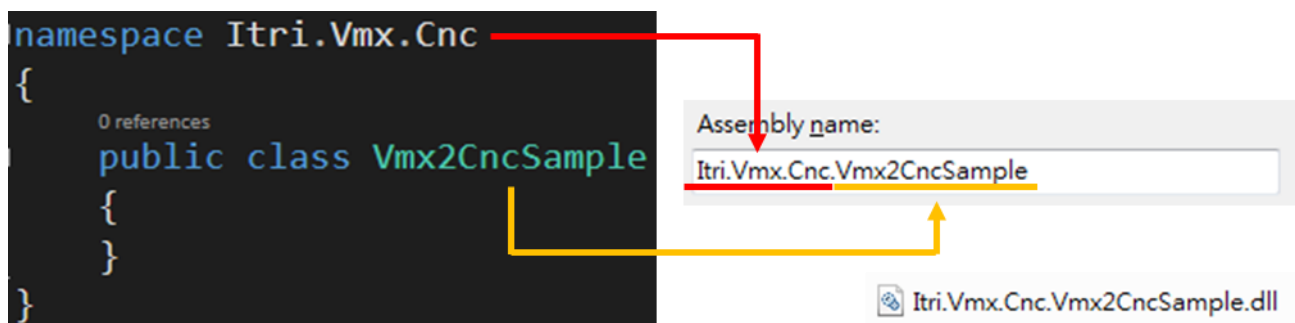 namespace Itri.Vmx.Cnc
{
0 references
public class Vmx2CncSample
{
}
}
Assembly name:
Itri.Vmx.Cnc.Vmx2CncSample
Itri.Vmx.Cnc.Vmx2CncSample.dll